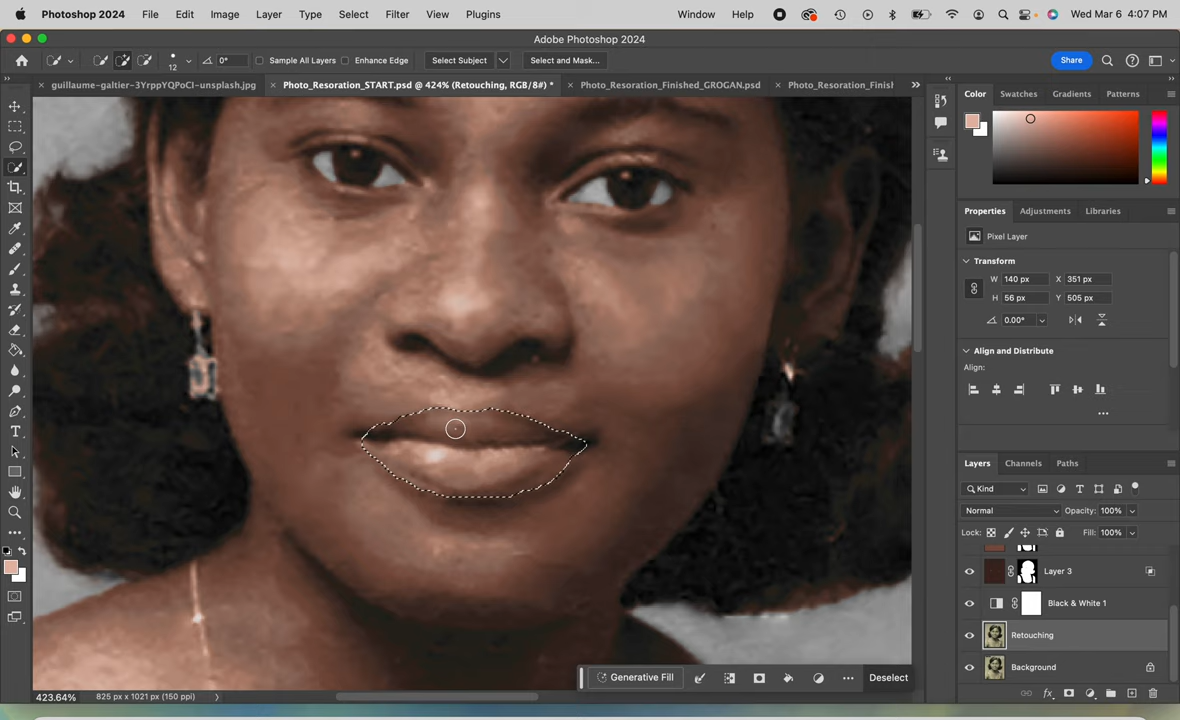 Photoshop 2024 File Edit Image Layer Type Select Filter View Plugins Window Help Wed Mar 6 4:07 PM
Adobe Photoshop 2024
12 0° Sample All Layers Enhance Edge Select Subject Select and Mask... Share
guillaume-galtier-3YrppYQPoCI-unsplash.jpg Photo_Resoration_START.psd @ 424% (Retouching, RGB/8#) * Photo_Resoration_Finished_GROGAN.psd Photo_Resoration_Finish
Color Swatches Gradients Patterns
Properties Adjustments Libraries
Pixel Layer
Transform
W 140 px X 351 px
H 56 px Y 505 px
0.00°
Align and Distribute
Align:
Layers Channels Paths
Kind
Normal Opacity: 100%
Lock: Fill: 100%
Layer 3
Black & White 1
Retouching
Background
Generative Fill Deselect
423.64% 825 px x 1021 px (150 ppi)